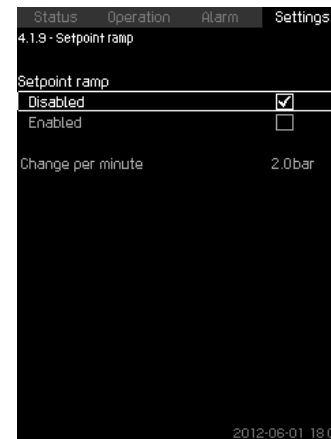 Status Operation Alarm Settings
4.1.9 - Setpoint ramp
Setpoint ramp
Disabled
Enabled
Change per minute 2.0bar
2012-06-01 18:0